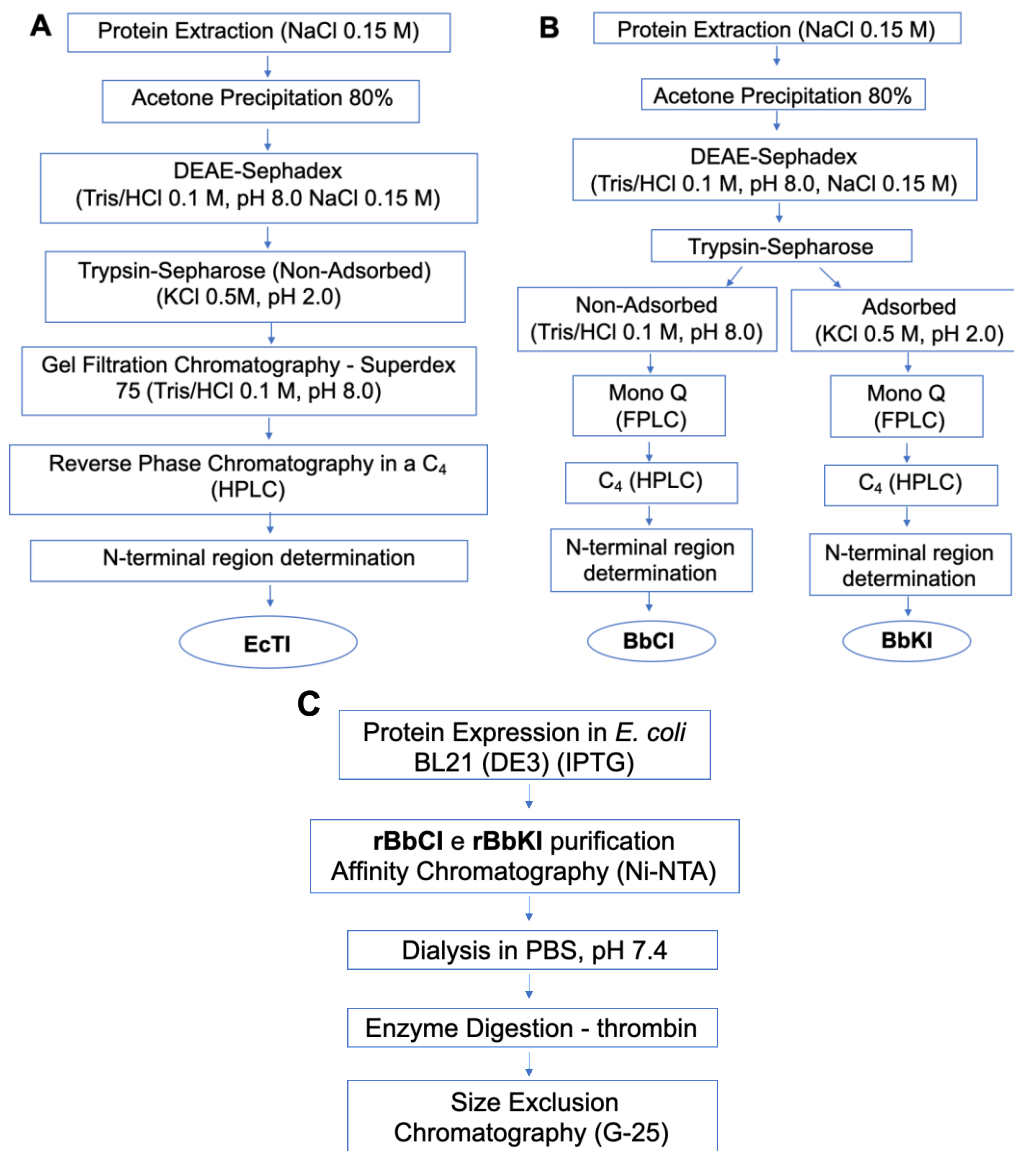 A
Protein Extraction (NaCl 0.15 M)
Acetone Precipitation 80%
DEAE-Sephadex
(Tris/HCl 0.1 M, pH 8.0 NaCl 0.15 M)
Trypsin-Sepharose (Non-Adsorbed)
(KCl 0.5M, pH 2.0)
Gel Filtration Chromatography - Superdex
75 (Tris/HCl 0.1 M, pH 8.0)
Reverse Phase Chromatography in a C₄
(HPLC)
N-terminal region determination
EcTI
B
Protein Extraction (NaCl 0.15 M)
Acetone Precipitation 80%
DEAE-Sephadex
(Tris/HCl 0.1 M, pH 8.0, NaCl 0.15 M)
Trypsin-Sepharose
Non-Adsorbed
(Tris/HCl 0.1 M, pH 8.0)
Mono Q
(FPLC)
C₄ (HPLC)
N-terminal region
determination
BbCI
Adsorbed
(KCl 0.5 M, pH 2.0)
Mono Q
(FPLC)
C₄ (HPLC)
N-terminal region
determination
BbKI
C
Protein Expression in E. coli
BL21 (DE3) (IPTG)
rBbCI e rBbKI purification
Affinity Chromatography (Ni-NTA)
Dialysis in PBS, pH 7.4
Enzyme Digestion - thrombin
Size Exclusion
Chromatography (G-25)